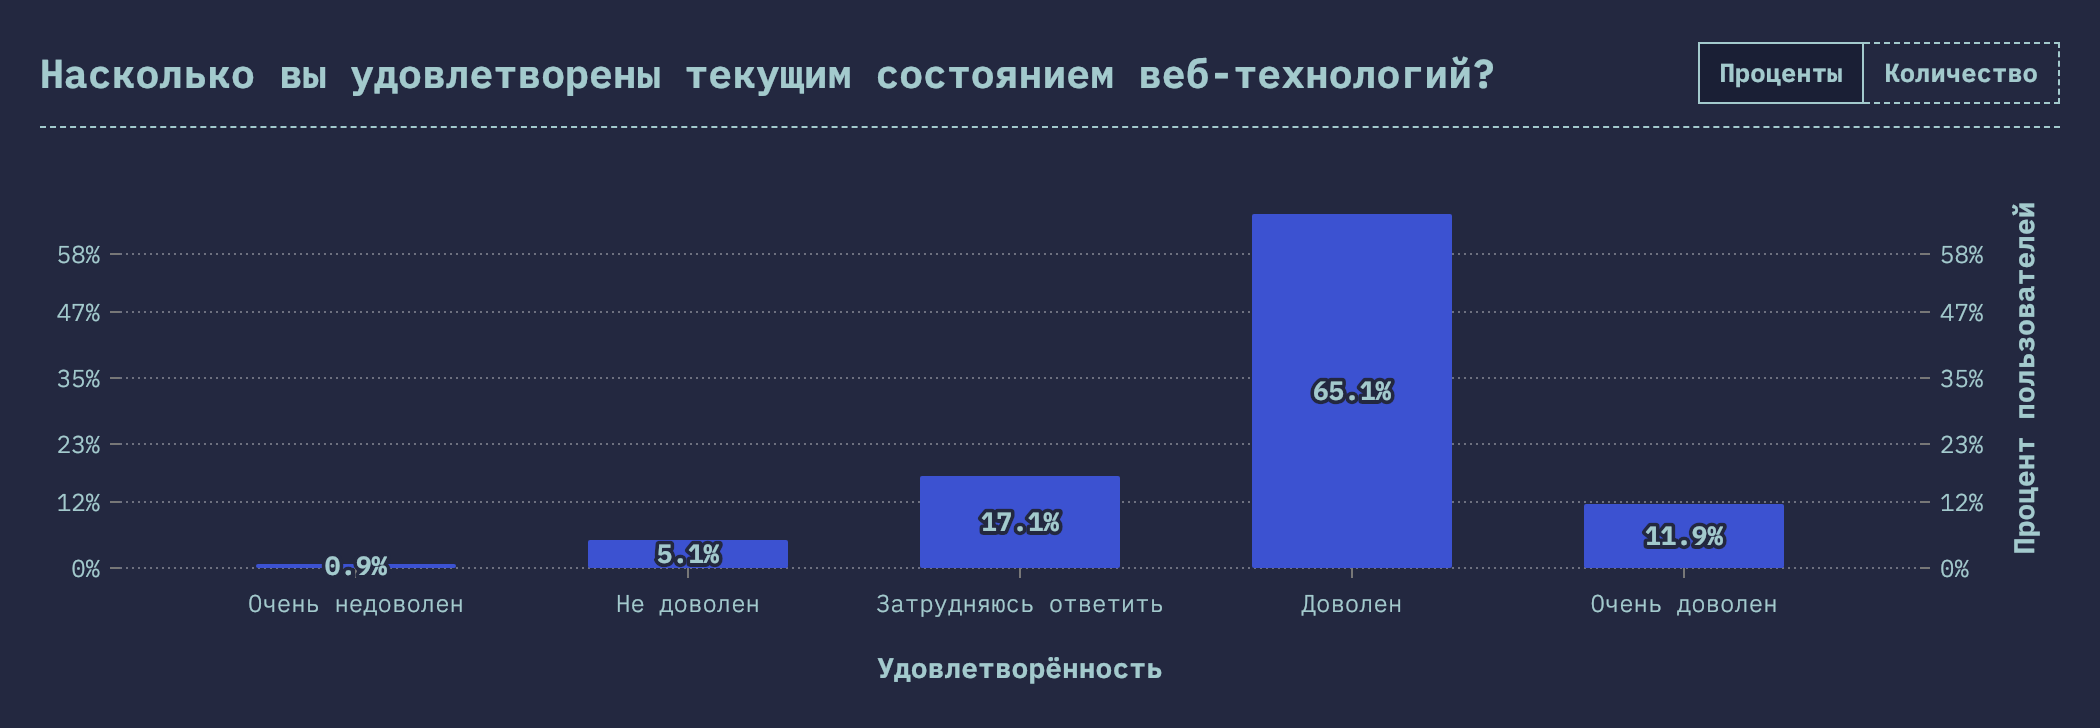 Насколько вы удовлетворены текущим состоянием веб-технологий?
Проценты Количество
58% 58%
47% 47%
35% 35%
23% 23%
12% 12%
0% 0%
Процент пользователей
0.9% 5.1% 17.1% 65.1% 11.9%
Очень недоволен Не доволен Затрудняюсь ответить Доволен Очень доволен
Удовлетворённость